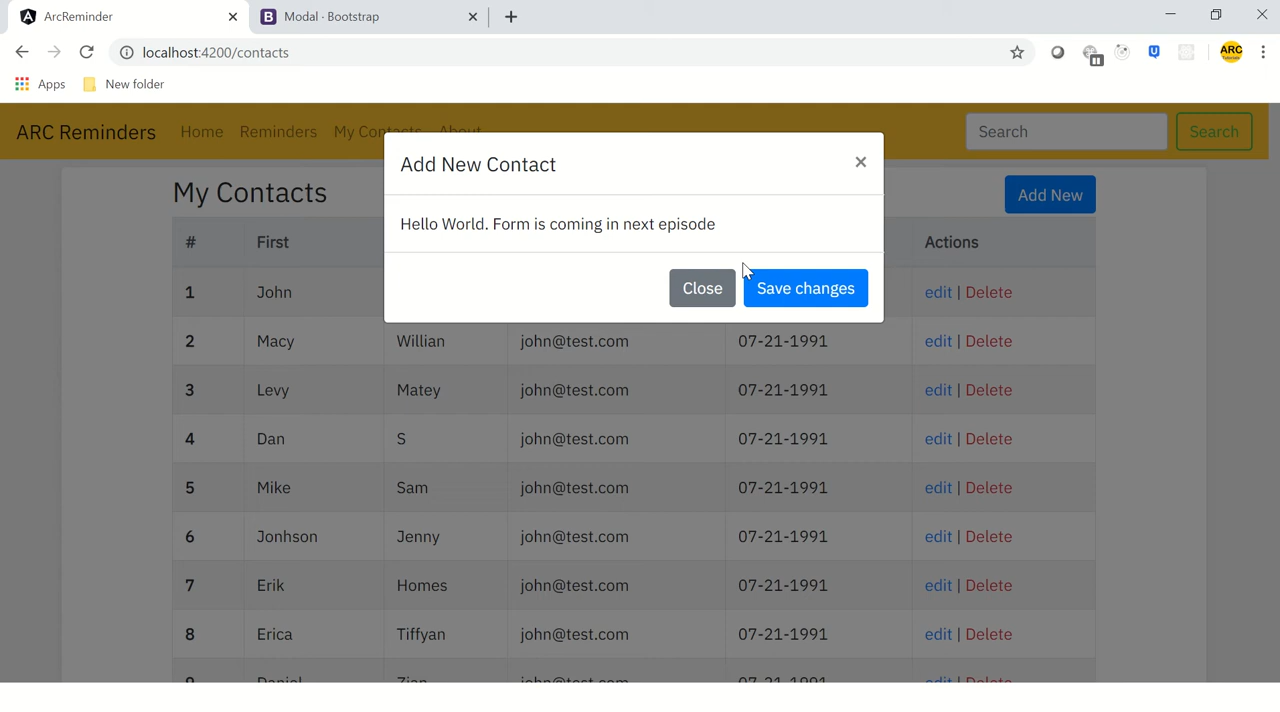 ArcReminder
Modal · Bootstrap
localhost:4200/contacts
ARC
Apps
New folder
ARC Reminders Home Reminders My Contacts About Search Search
Add New Contact ×
Hello World. Form is coming in next episode
Close Save changes
My Contacts Add New
# First Actions
1 John edit | Delete
2 Macy Willian john@test.com 07-21-1991 edit | Delete
3 Levy Matey john@test.com 07-21-1991 edit | Delete
4 Dan S john@test.com 07-21-1991 edit | Delete
5 Mike Sam john@test.com 07-21-1991 edit | Delete
6 Jonhson Jenny john@test.com 07-21-1991 edit | Delete
7 Erik Homes john@test.com 07-21-1991 edit | Delete
8 Erica Tiffyan john@test.com 07-21-1991 edit | Delete